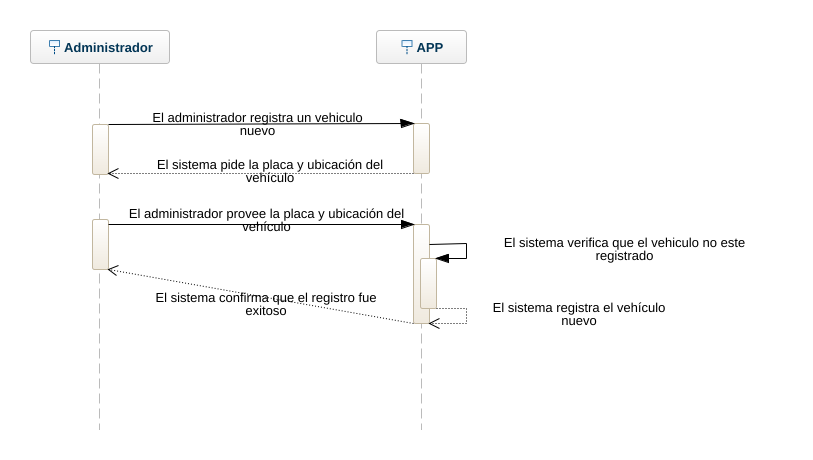 Administrador
APP
El administrador registra un vehiculo
nuevo
El sistema pide la placa y ubicación del
vehículo
El administrador provee la placa y ubicación del
vehículo
El sistema verifica que el vehiculo no este
registrado
El sistema confirma que el registro fue
exitoso
El sistema registra el vehículo
nuevo